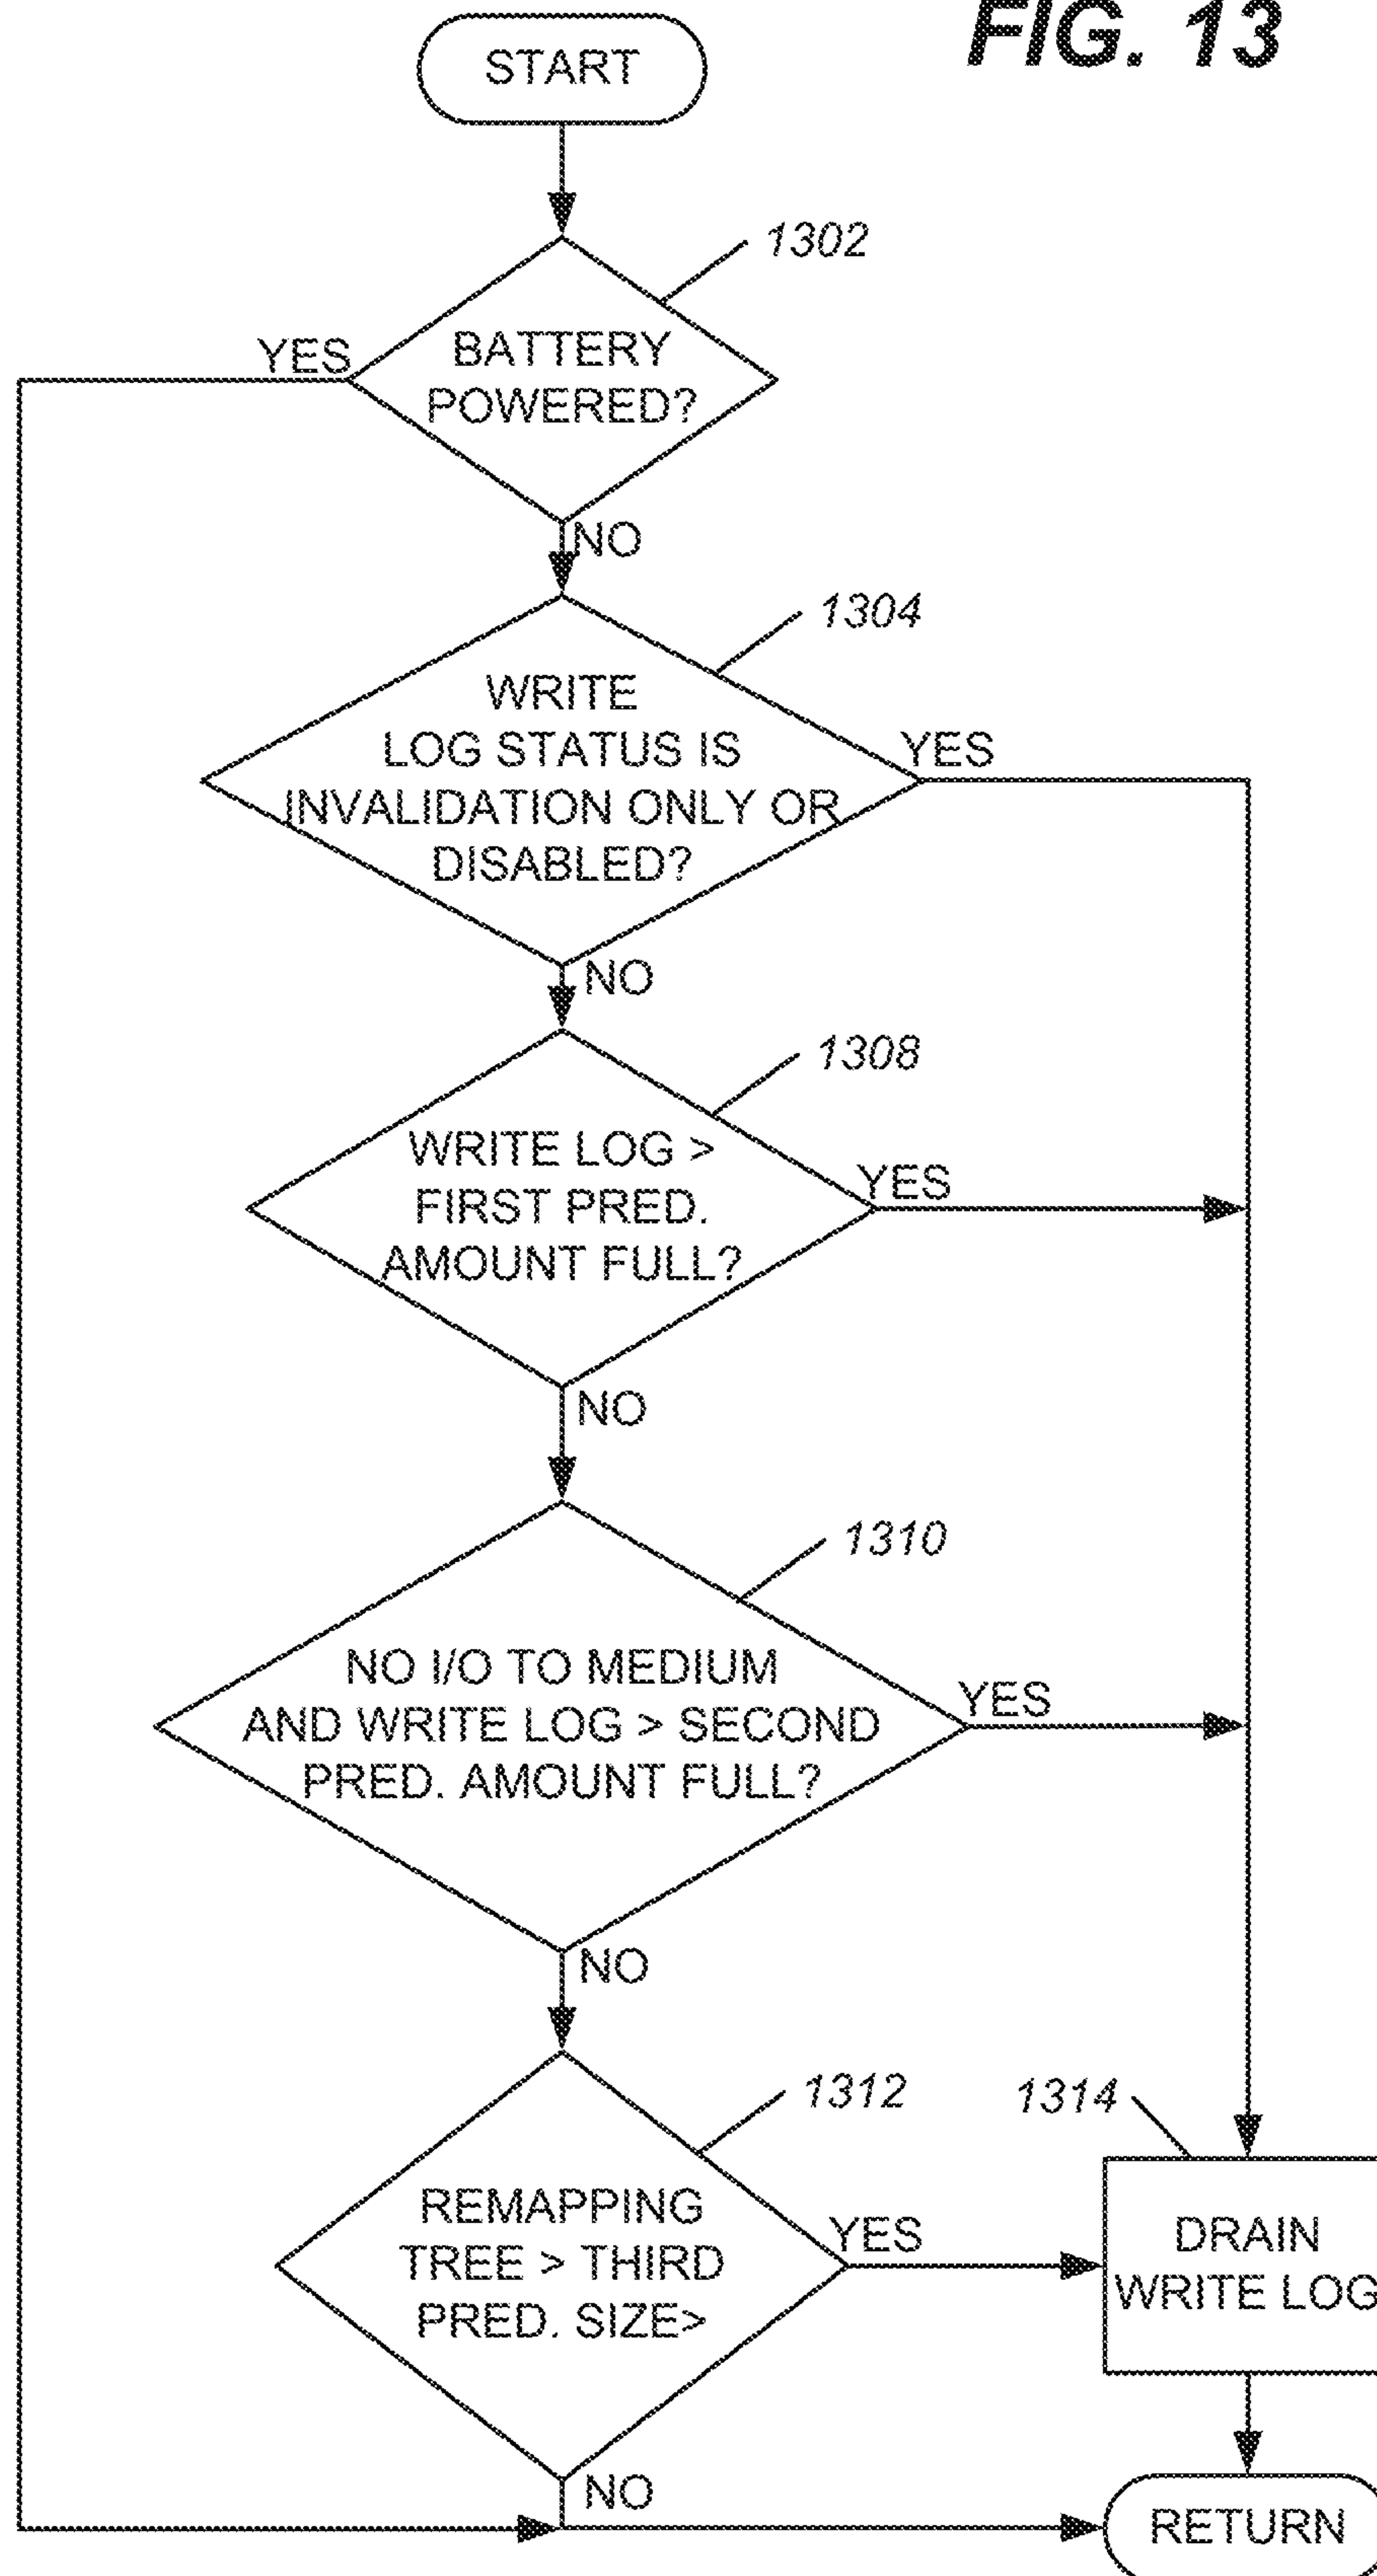 FIG. 13
START
1302
YES
BATTERY
POWERED?
NO
1304
WRITE
LOG STATUS IS
INVALIDATION ONLY OR
DISABLED?
YES
NO
1308
WRITE LOG >
FIRST PRED.
AMOUNT FULL?
YES
NO
1310
NO I/O TO MEDIUM
AND WRITE LOG > SECOND
PRED. AMOUNT FULL?
YES
NO
1312
1314
REMAPPING
TREE > THIRD
PRED. SIZE>
YES
DRAIN
WRITE LOG
NO
RETURN